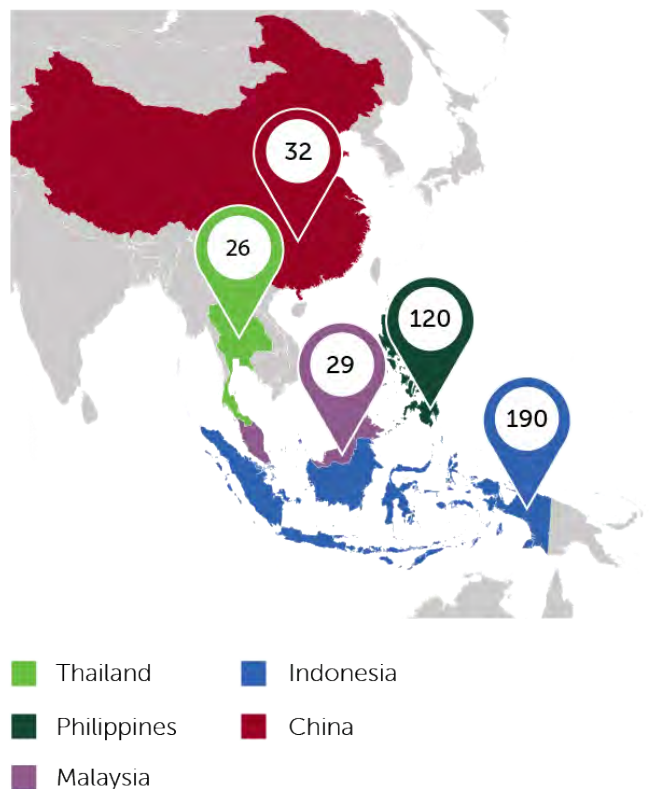 32
26
120
29
190
Thailand
Indonesia
Philippines
China
Malaysia